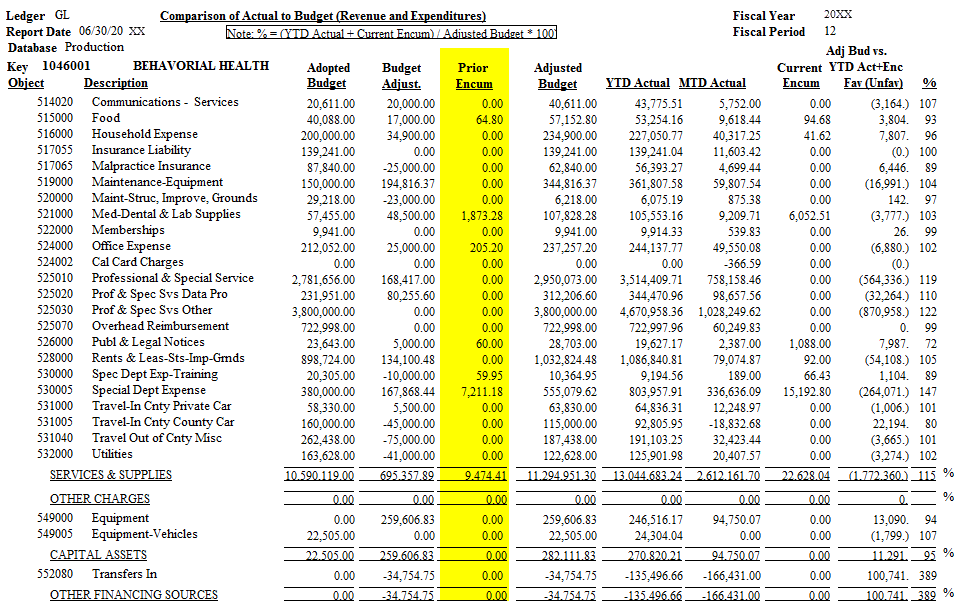 Ledger GL Comparison of Actual to Budget (Revenue and Expenditures) Fiscal Year 20XX
Report Date 06/30/20 XX Note: % = (YTD Actual + Current Encum) / Adjusted Budget * 100 Fiscal Period 12
Database Production
Adj Bud vs.
Key 1046001 BEHAVORIAL HEALTH Adopted Budget Prior Adjusted Current YTD Act+Enc
Object Description Budget Adjust. Encum Budget YTD Actual MTD Actual Encum Fav (Unfav) %
514020 Communications - Services 20,611.00 20,000.00 0.00 40,611.00 43,775.51 5,752.00 0.00 (3,164.) 107
515000 Food 40,088.00 17,000.00 64.80 57,152.80 53,254.16 9,618.44 94.68 3,804. 93
516000 Household Expense 200,000.00 34,900.00 0.00 234,900.00 227,050.77 40,317.25 41.62 7,807. 96
517055 Insurance Liability 139,241.00 0.00 0.00 139,241.00 139,241.04 11,603.42 0.00 (0.) 100
517065 Malpractice Insurance 87,840.00 -25,000.00 0.00 62,840.00 56,393.27 4,699.44 0.00 6,446. 89
519000 Maintenance-Equipment 150,000.00 194,816.37 0.00 344,816.37 361,807.58 59,807.54 0.00 (16,991.) 104
520000 Maint-Struc, Improve, Grounds 29,218.00 -23,000.00 0.00 6,218.00 6,075.19 875.38 0.00 142. 97
521000 Med-Dental & Lab Supplies 57,455.00 48,500.00 1,873.28 107,828.28 105,553.16 9,209.71 6,052.51 (3,777.) 103
522000 Memberships 9,941.00 0.00 0.00 9,941.00 9,914.33 539.83 0.00 26. 99
524000 Office Expense 212,052.00 25,000.00 205.20 237,257.20 244,137.77 49,550.08 0.00 (6,880.) 102
524002 Cal Card Charges 0.00 0.00 0.00 0.00 0.00 -366.59 0.00 (0.)
525010 Professional & Special Service 2,781,656.00 168,417.00 0.00 2,950,073.00 3,514,409.71 758,158.46 0.00 (564,336.) 119
525020 Prof & Spec Svs Data Pro 231,951.00 80,255.60 0.00 312,206.60 344,470.96 98,657.56 0.00 (32,264.) 110
525030 Prof & Spec Svs Other 3,800,000.00 0.00 0.00 3,800,000.00 4,670,958.36 1,028,249.62 0.00 (870,958.) 122
525070 Overhead Reimbursement 722,998.00 0.00 0.00 722,998.00 722,997.96 60,249.83 0.00 0. 99
526000 Publ & Legal Notices 23,643.00 5,000.00 60.00 28,703.00 19,627.17 2,387.00 1,088.00 7,987. 72
528000 Rents & Leas-Sts-Imp-Grnds 898,724.00 134,100.48 0.00 1,032,824.48 1,086,840.81 79,074.87 92.00 (54,108.) 105
530000 Spec Dept Exp-Training 20,305.00 -10,000.00 59.95 10,364.95 9,194.56 189.00 66.43 1,104. 89
530005 Special Dept Expense 380,000.00 167,868.44 7,211.18 555,079.62 803,957.91 336,636.09 15,192.80 (264,071.) 147
531000 Travel-In Cnty Private Car 58,330.00 5,500.00 0.00 63,830.00 64,836.31 12,248.97 0.00 (1,006.) 101
531005 Travel-In Cnty County Car 160,000.00 -45,000.00 0.00 115,000.00 92,805.95 -18,832.68 0.00 22,194. 80
531040 Travel Out of Cnty Misc 262,438.00 -75,000.00 0.00 187,438.00 191,103.25 32,423.44 0.00 (3,665.) 101
532000 Utilities 163,628.00 -41,000.00 0.00 122,628.00 125,901.98 20,407.57 0.00 (3,274.) 102
SERVICES & SUPPLIES 10,590,119.00 695,357.89 9,474.41 11,294,951.30 13,044,683.24 2,612,161.70 22,628.04 (1,772,360.) 115 %
OTHER CHARGES 0.00 0.00 0.00 0.00 0.00 0.00 0.00 0. %
549000 Equipment 0.00 259,606.83 0.00 259,606.83 246,516.17 94,750.07 0.00 13,090. 94
549005 Equipment-Vehicles 22,505.00 0.00 0.00 22,505.00 24,304.04 0.00 0.00 (1,799.) 107
CAPITAL ASSETS 22,505.00 259,606.83 0.00 282,111.83 270,820.21 94,750.07 0.00 11,291. 95 %
552080 Transfers In 0.00 -34,754.75 0.00 -34,754.75 -135,496.66 -166,431.00 0.00 100,741. 389
OTHER FINANCING SOURCES 0.00 -34,754.75 0.00 -34,754.75 -135,496.66 -166,431.00 0.00 100,741. 389 %